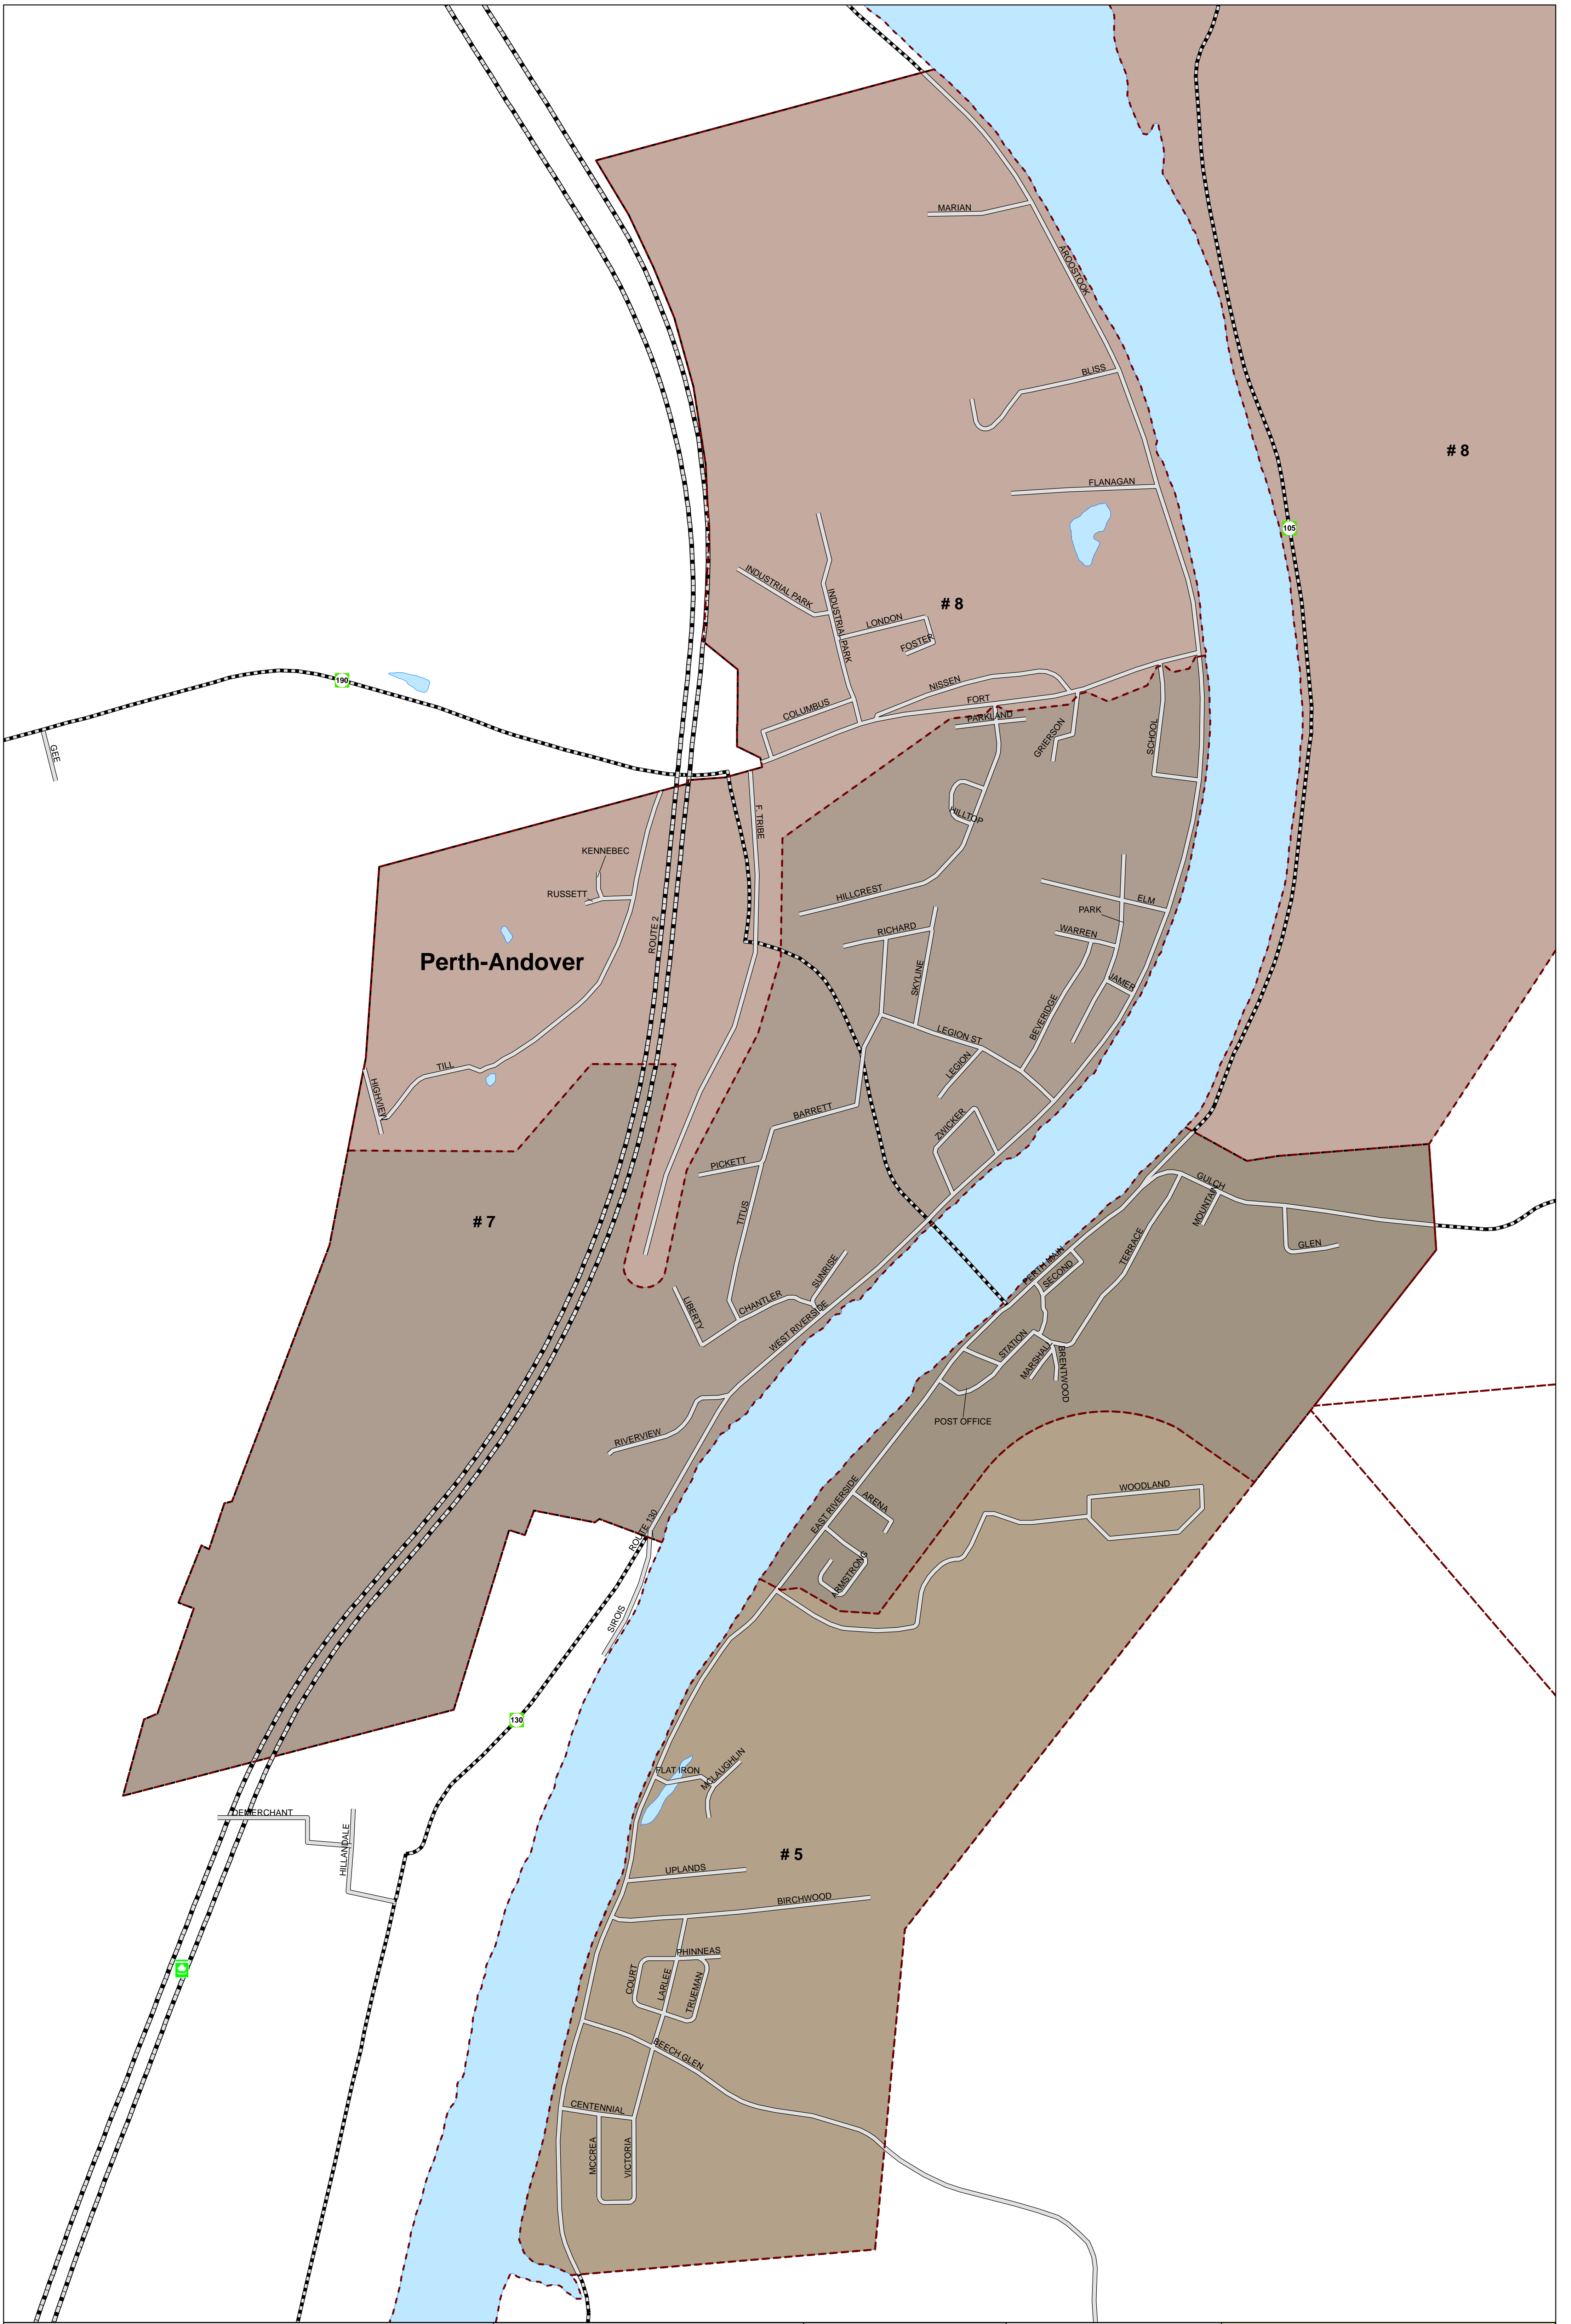 MARIAN
AROOSTOOK
BLISS
# 8
FLANAGAN
105
INDUSTRIAL PARK
INDUSTRIAL PARK
# 8
LONDON
FOSTER
190
NISSEN
FORT
COLUMBUS
PARKLAND
GRIERSON
SCHOOL
GEE
F. TRIBE
HILLTOP
KENNEBEC
RUSSETT
HILLCREST
ELM
PARK
ROUTE 2
RICHARD
WARREN
Perth-Andover
SKYLINE
JAMER
BEVERIDGE
LEGION ST
LEGION
TILL
HIGHVIEW
BARRETT
ZWICKER
PICKETT
GULCH
MOUNTAIN
TITUS
# 7
TERRACE
GLEN
SUNRISE
PERTH MAIN
SECOND
LIBERTY
CHANTLER
WEST RIVERSIDE
STATION
MARSHALL
BRENTWOOD
POST OFFICE
RIVERVIEW
WOODLAND
EAST RIVERSIDE
ARENA
ROUTE 130
ARMSTRONG
SIROIS
130
FLAT IRON
MCLAUGHLIN
DEMERCHANT
HILLANDALE
# 5
UPLANDS
BIRCHWOOD
PHINNEAS
COURT
LARLEE
TRUEMAN
BEECH GLEN
CENTENNIAL
MCCREA
VICTORIA